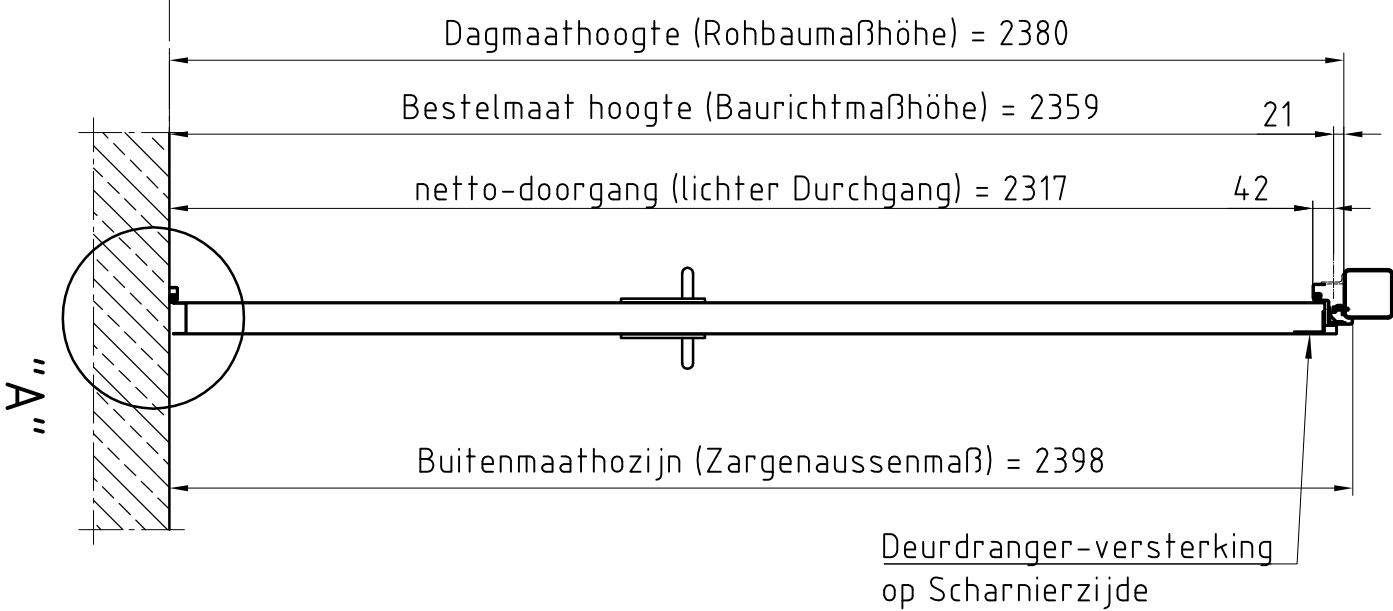 Dagmaathoogte (Rohbaumaßhöhe) = 2380
Bestelmaat hoogte (Baurichtmaßhöhe) = 2359
21
netto-doorgang (lichter Durchgang) = 2317
42
"A"
Buitenmaathozijn (Zargenaussenmaß) = 2398
Deurdranger-versterking
op Scharnierzijde